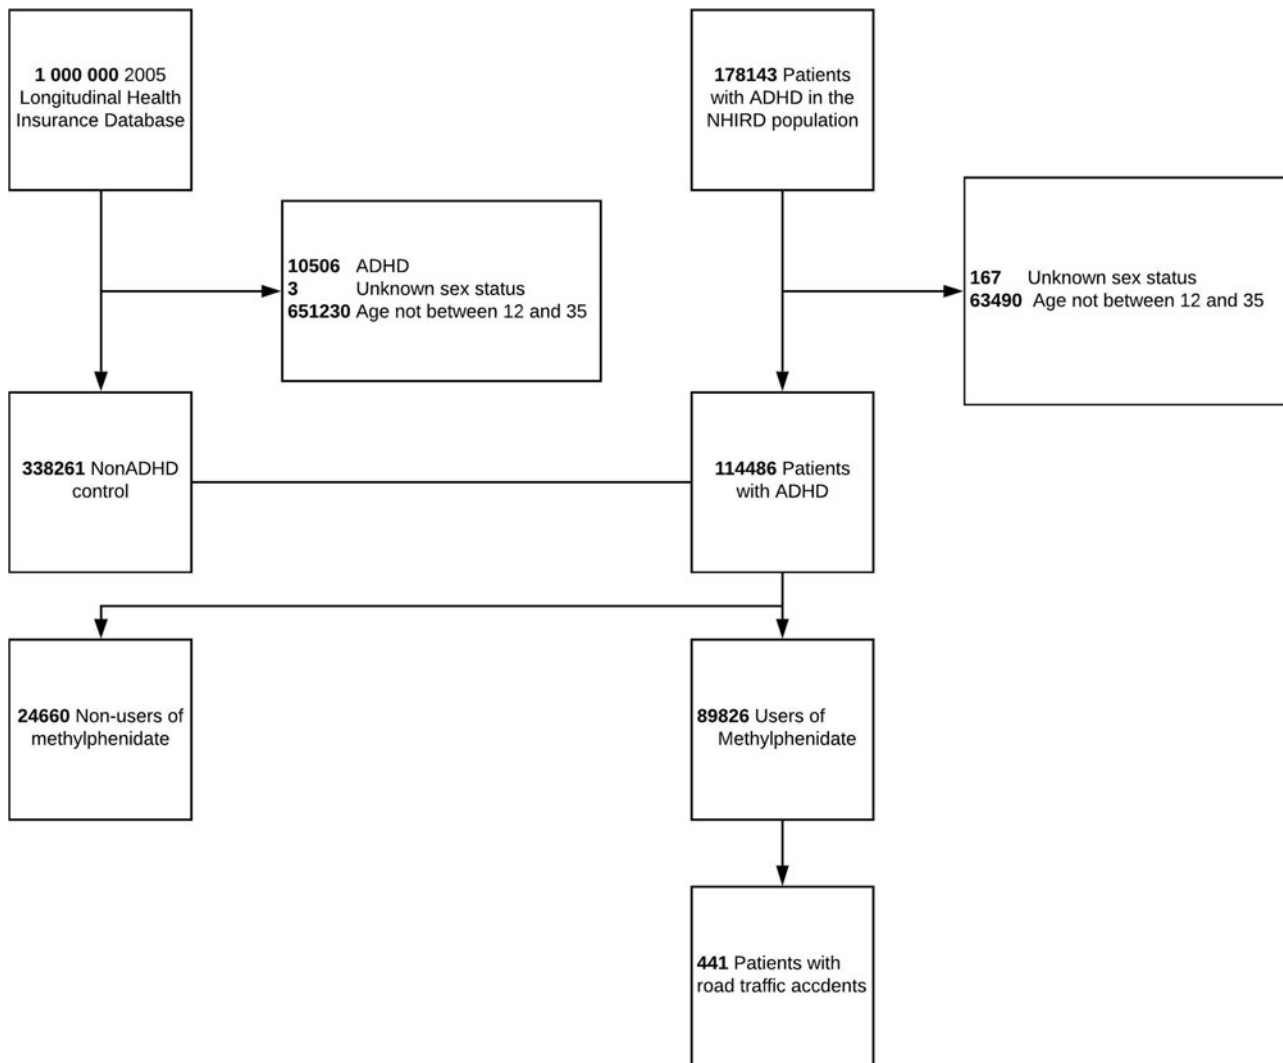 1 000 000 2005
Longitudinal Health
Insurance Database
178143 Patients
with ADHD in the
NHIRD population
10506 ADHD
3 Unknown sex status
651230 Age not between 12 and 35
167 Unknown sex status
63490 Age not between 12 and 35
338261 NonADHD
control
114486 Patients
with ADHD
24660 Non-users of
methylphenidate
89826 Users of
Methylphenidate
441 Patients with
road traffic accdents